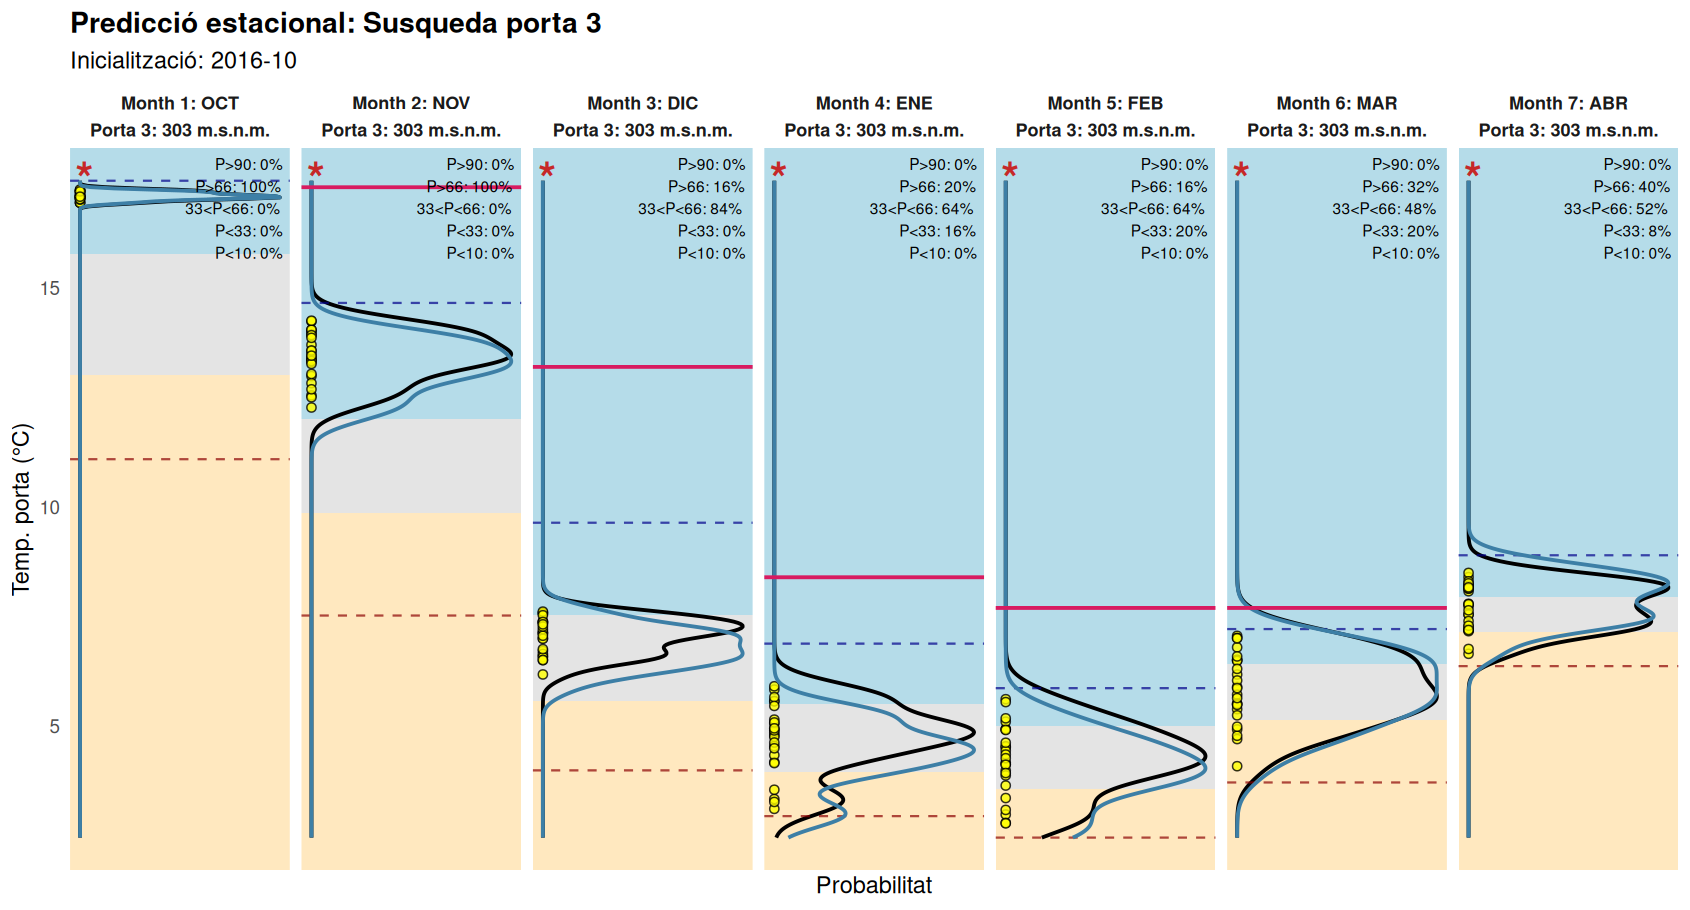 Predicció estacional: Susqueda porta 3
Inicialització: 2016-10
Month 1: OCT
Porta 3: 303 m.s.n.m.
Month 2: NOV
Porta 3: 303 m.s.n.m.
Month 3: DIC
Porta 3: 303 m.s.n.m.
Month 4: ENE
Porta 3: 303 m.s.n.m.
Month 5: FEB
Porta 3: 303 m.s.n.m.
Month 6: MAR
Porta 3: 303 m.s.n.m.
Month 7: ABR
Porta 3: 303 m.s.n.m.
*
P>90: 0%
P>66: 100%
33<P<66: 0%
P<33: 0%
P<10: 0%
*
P>90: 0%
P>66: 100%
33<P<66: 0%
P<33: 0%
P<10: 0%
*
P>90: 0%
P>66: 16%
33<P<66: 84%
P<33: 0%
P<10: 0%
*
P>90: 0%
P>66: 20%
33<P<66: 64%
P<33: 16%
P<10: 0%
*
P>90: 0%
P>66: 16%
33<P<66: 64%
P<33: 20%
P<10: 0%
*
P>90: 0%
P>66: 32%
33<P<66: 48%
P<33: 20%
P<10: 0%
*
P>90: 0%
P>66: 40%
33<P<66: 52%
P<33: 8%
P<10: 0%
15
10
5
Temp. porta (°C)
Probabilitat